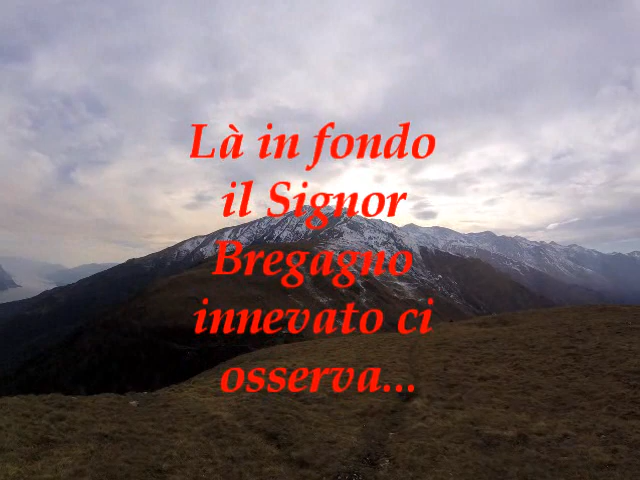 Là in fondo
il Signor
Bregagno
innevato ci
osserva...